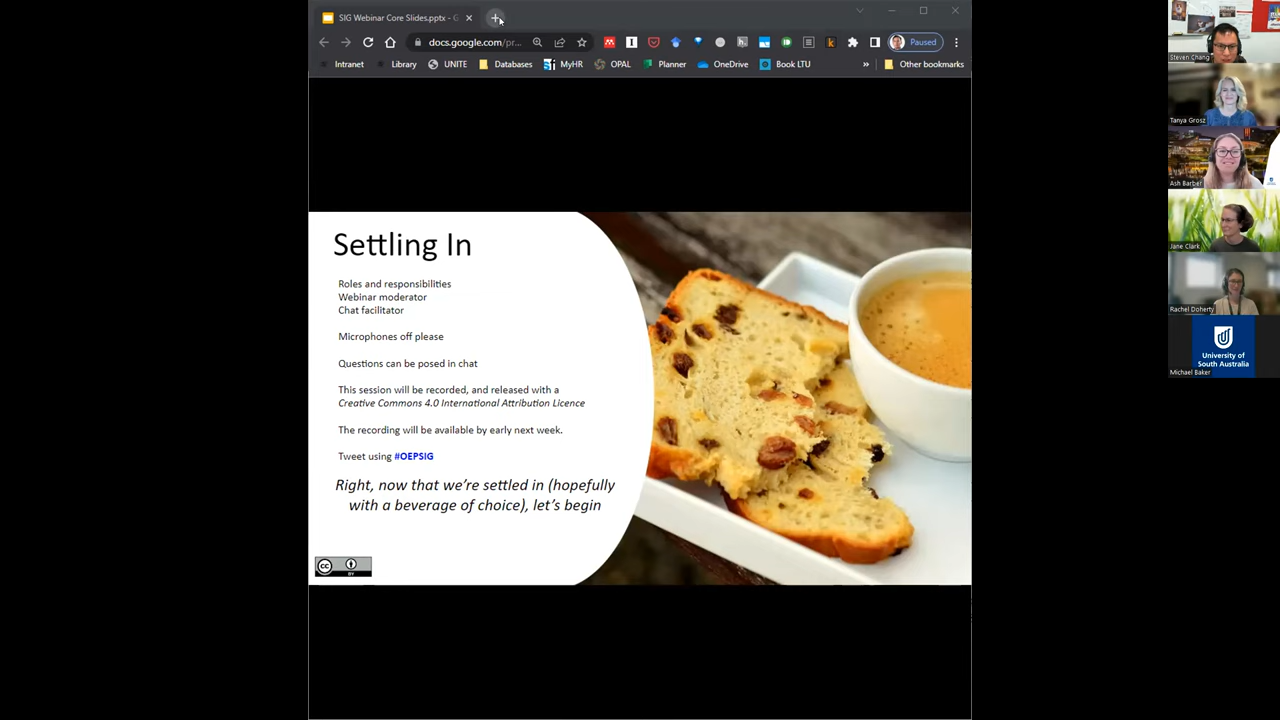 SIG Webinar Core Slides.pptx - G
docs.google.com/pr...
Paused
Intranet
Library
UNITE
Databases
MyHR
OPAL
Planner
OneDrive
Book LTU
»
Other bookmarks
Settling In
Roles and responsibilities
Webinar moderator
Chat facilitator
Microphones off please
Questions can be posed in chat
This session will be recorded, and released with a
Creative Commons 4.0 International Attribution Licence
The recording will be available by early next week.
Tweet using #OEPSIG
Right, now that we're settled in (hopefully
with a beverage of choice), let's begin
cc
BY
Steven Chang
Tanya Grosz
Ash Barber
Jane Clark
Rachel Doherty
University of
South Australia
Michael Baker